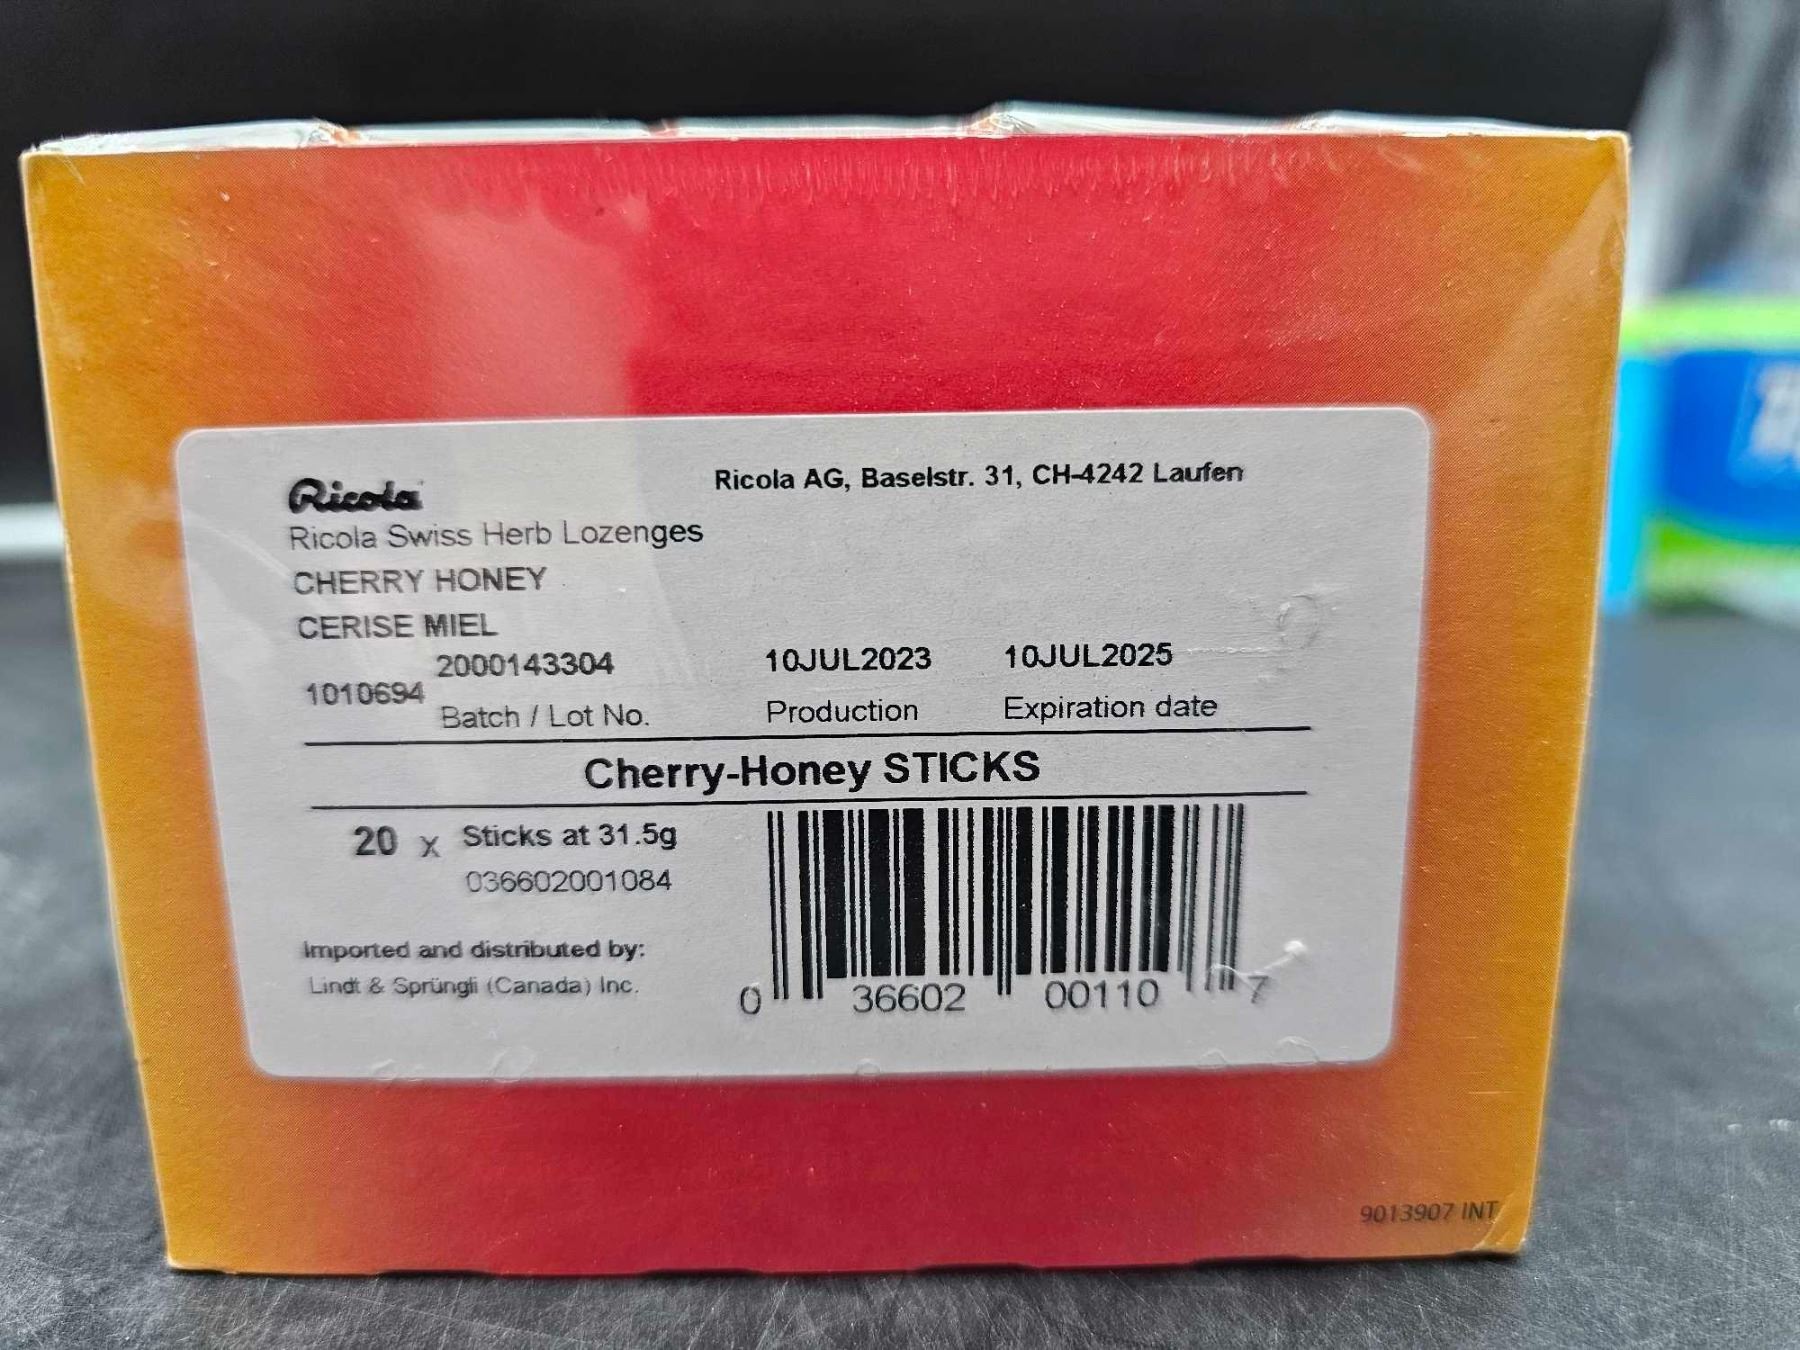 Ricola
Ricola AG, Baselstr. 31, CH-4242 Laufen
Ricola Swiss Herb Lozenges
CHERRY HONEY
CERISE MIEL
2000143304 10JUL2023 10JUL2025
1010694
Batch / Lot No. Production Expiration date
Cherry-Honey STICKS
20 x Sticks at 31.5g
036602001084
Imported and distributed by:
Lindt & Sprüngli (Canada) Inc.
0 36602 00110 7
9013907 INT